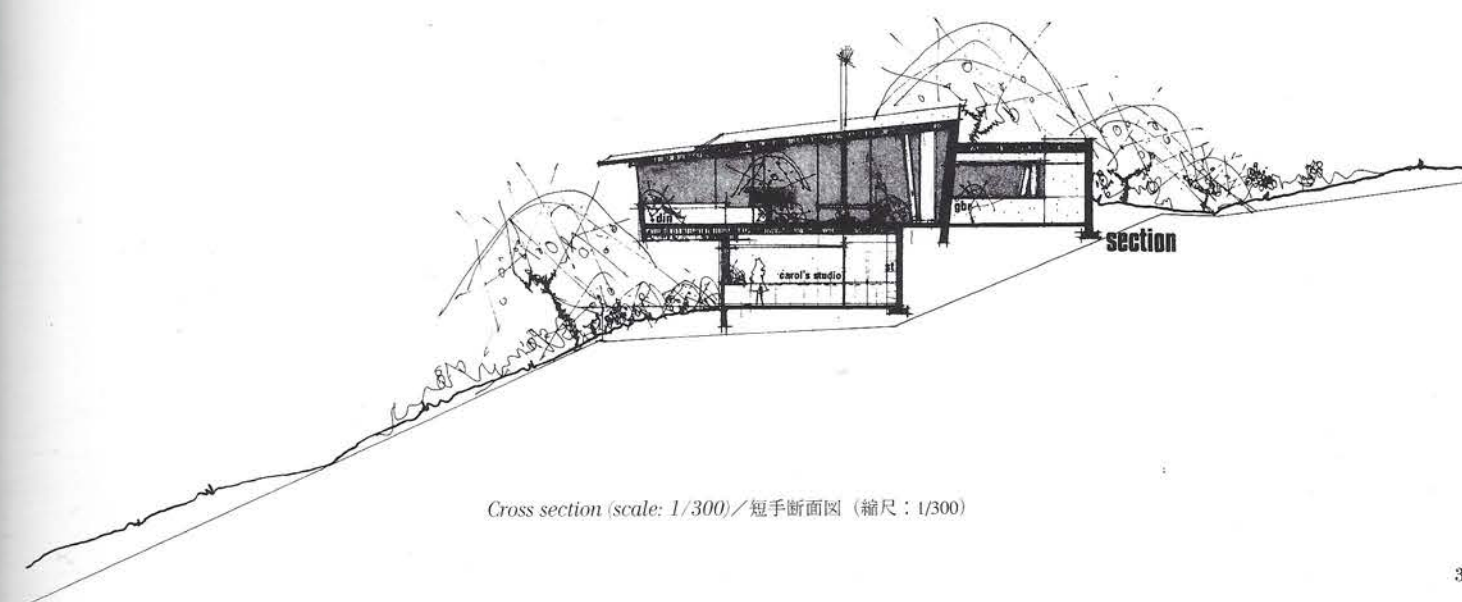 din
gbr
section
carol's studio
st
Cross section (scale: 1/300)／短手断面図（縮尺：1/300）
3